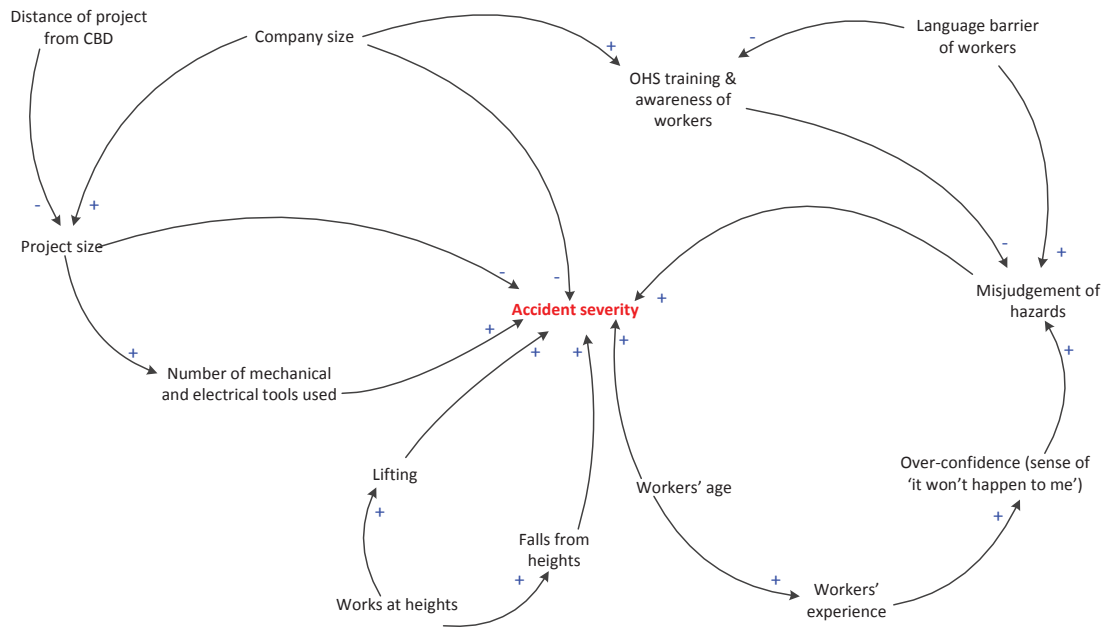 Distance of project
from CBD
Company size
Language barrier
of workers
+
-
OHS training &
awareness of
workers
-
+
Project size
-
+
-
-
+
Misjudgement of
hazards
Accident severity
+
+
+
+
+
+
+
Number of mechanical
and electrical tools used
Over-confidence (sense of
‘it won’t happen to me’)
Lifting
Workers’ age
+
+
Falls from
heights
+
+
Works at heights
Workers’
experience